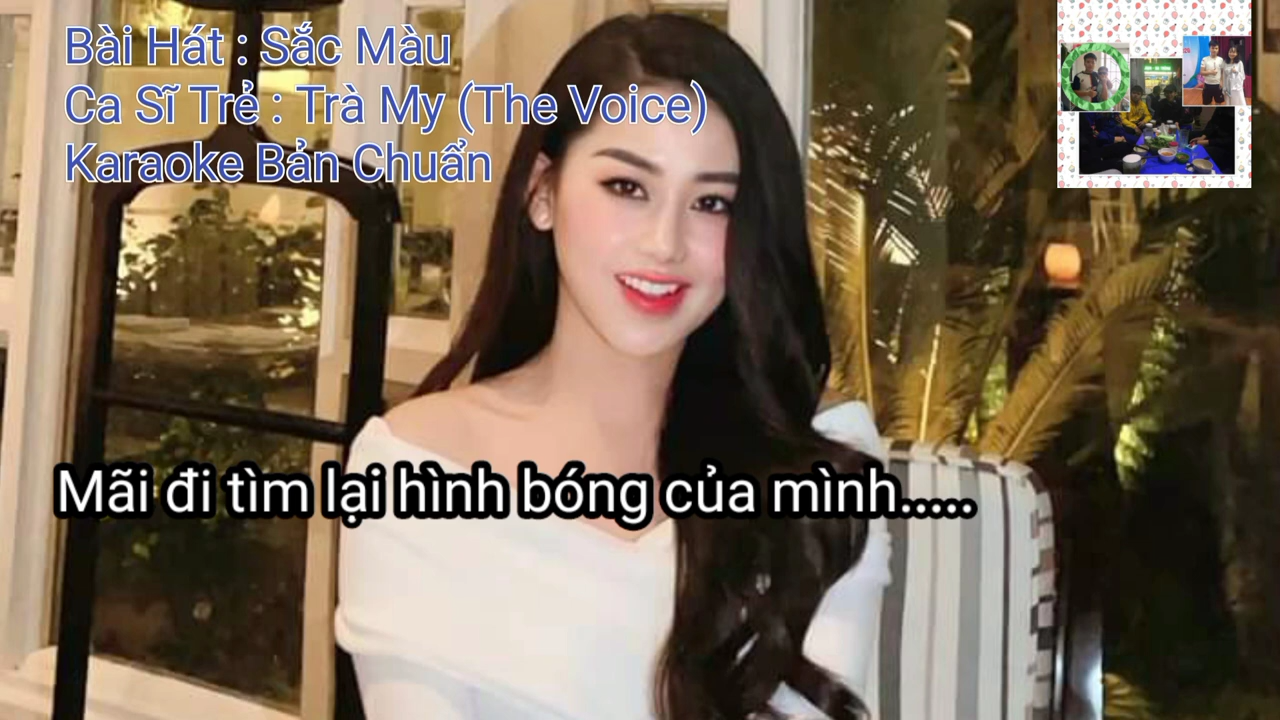 Bài Hát : Sắc Màu
Ca Sĩ Trẻ : Trà My (The Voice)
Karaoke Bản Chuẩn
Mãi đi tìm lại hình bóng của mình.....